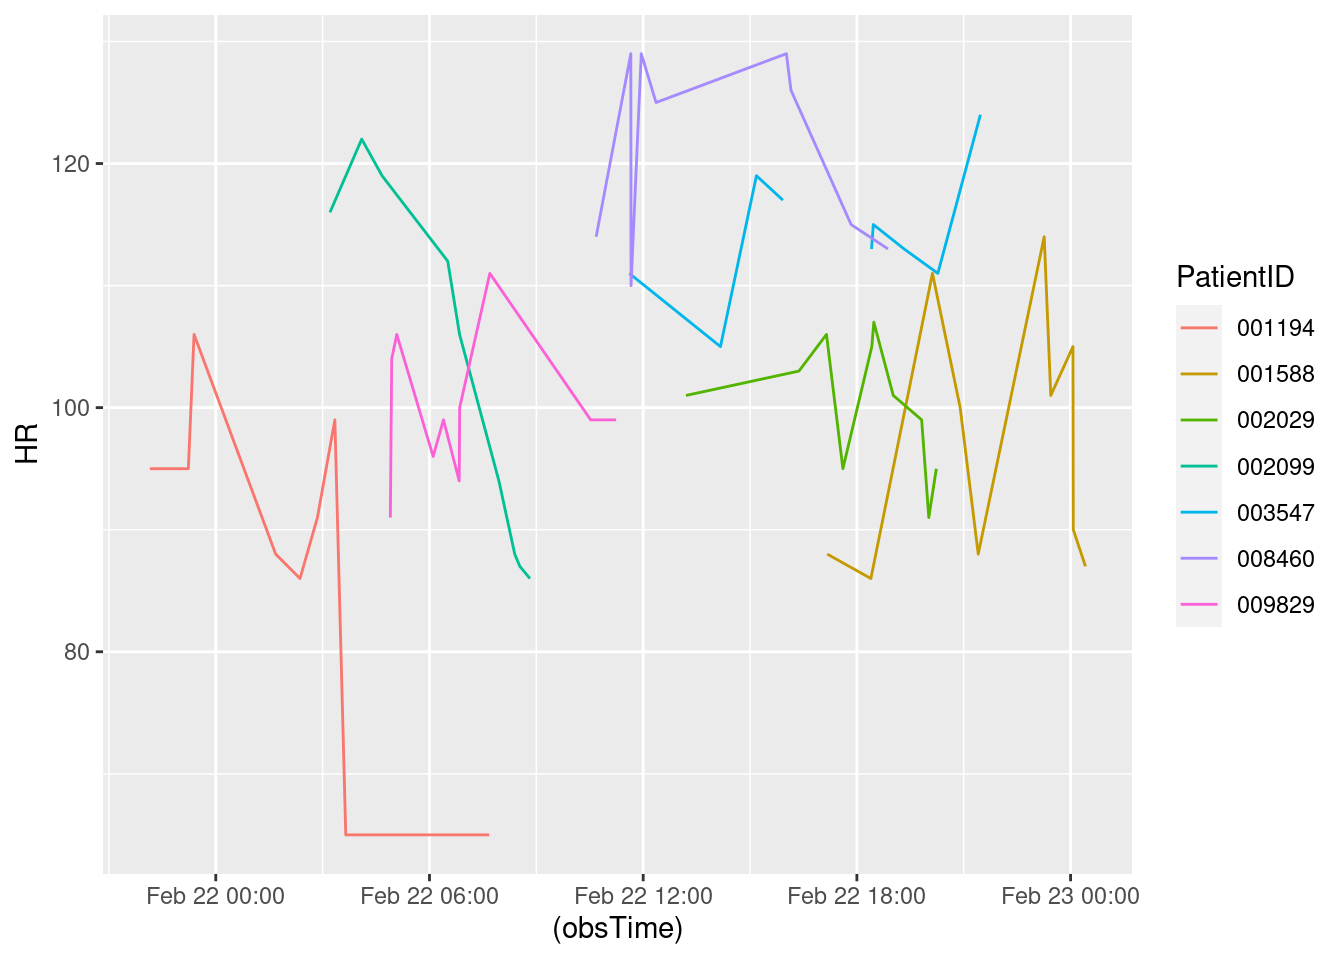 HR
120
100
80
Feb 22 00:00
Feb 22 06:00
Feb 22 12:00
Feb 22 18:00
Feb 23 00:00
(obsTime)
PatientID
001194
001588
002029
002099
003547
008460
009829